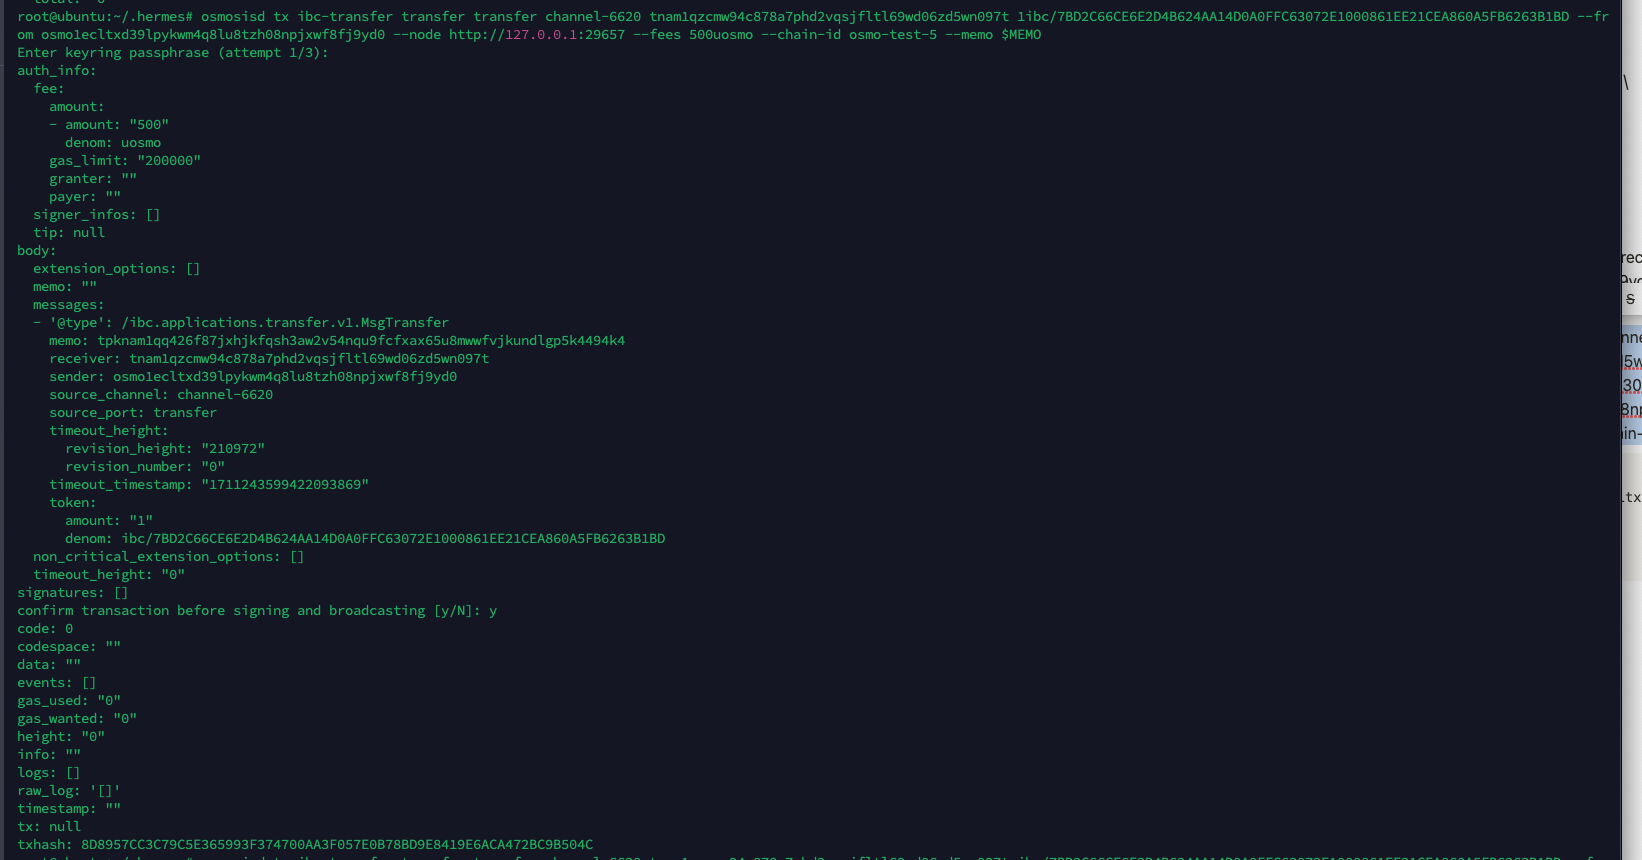 root@ubuntu:~/.hermes# osmosisd tx ibc-transfer transfer transfer channel-6620 tnam1qzcmw94c878a7phd2vqsjfltl69wd06zd5wn097t 1ibc/7BD2C66CE6E2D4B624AA14D0A0FFC63072E1000861EE21CEA860A5FB6263B1BD --fr
om osmo1ecltxd39lpykwm4q8lu8tzh08npjxwf8fj9yd0 --node http://127.0.0.1:29657 --fees 500uosmo --chain-id osmo-test-5 --memo $MEMO
Enter keyring passphrase (attempt 1/3):
auth_info:
  fee:
    amount:
    - amount: "500"
      denom: uosmo
    gas_limit: "200000"
    granter: ""
    payer: ""
  signer_infos: []
  tip: null
body:
  extension_options: []
  memo: ""
  messages:
  - '@type': /ibc.applications.transfer.v1.MsgTransfer
    memo: tpknam1qq426f87jxhjkfqsh3aw2v54nqu9fcfxax65u8mwwfvjkundlgp5k4494k4
    receiver: tnam1qzcmw94c878a7phd2vqsjfltl69wd06zd5wn097t
    sender: osmo1ecltxd39lpykwm4q8lu8tzh08npjxwf8fj9yd0
    source_channel: channel-6620
    source_port: transfer
    timeout_height:
      revision_height: "210972"
      revision_number: "0"
    timeout_timestamp: "1711243599422093869"
    token:
      amount: "1"
      denom: ibc/7BD2C66CE6E2D4B624AA14D0A0FFC63072E1000861EE21CEA860A5FB6263B1BD
  non_critical_extension_options: []
  timeout_height: "0"
signatures: []
confirm transaction before signing and broadcasting [y/N]: y
code: 0
codespace: ""
data: ""
events: []
gas_used: "0"
gas_wanted: "0"
height: "0"
info: ""
logs: []
raw_log: '[]'
timestamp: ""
tx: null
txhash: 8D8957CC3C79C5E365993F374700AA3F057E0B78BD9E8419E6ACA472BC9B504C